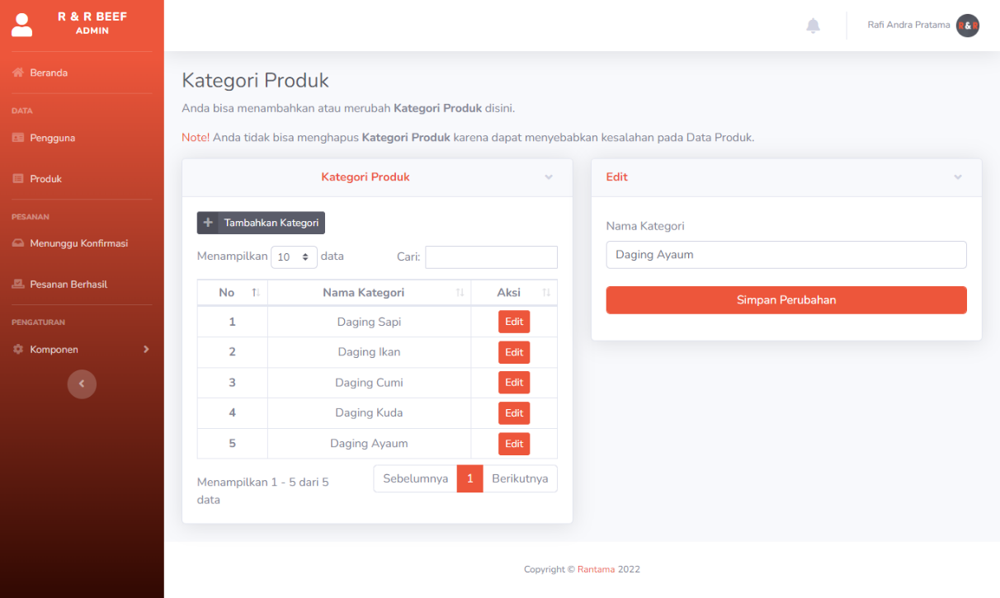 R & R BEEF
ADMIN
Rafi Andra Pratama
R&R
Beranda
DATA
Pengguna
Produk
PESANAN
Menunggu Konfirmasi
Pesanan Berhasil
PENGATURAN
Komponen
Kategori Produk
Anda bisa menambahkan atau merubah Kategori Produk disini.
Note! Anda tidak bisa menghapus Kategori Produk karena dapat menyebabkan kesalahan pada Data Produk.
Kategori Produk
Tambahkan Kategori
Menampilkan 10 data Cari:
No Nama Kategori Aksi
1 Daging Sapi Edit
2 Daging Ikan Edit
3 Daging Cumi Edit
4 Daging Kuda Edit
5 Daging Ayaum Edit
Menampilkan 1 - 5 dari 5
data
Sebelumnya 1 Berikutnya
Edit
Nama Kategori
Daging Ayaum
Simpan Perubahan
Copyright © Rantama 2022